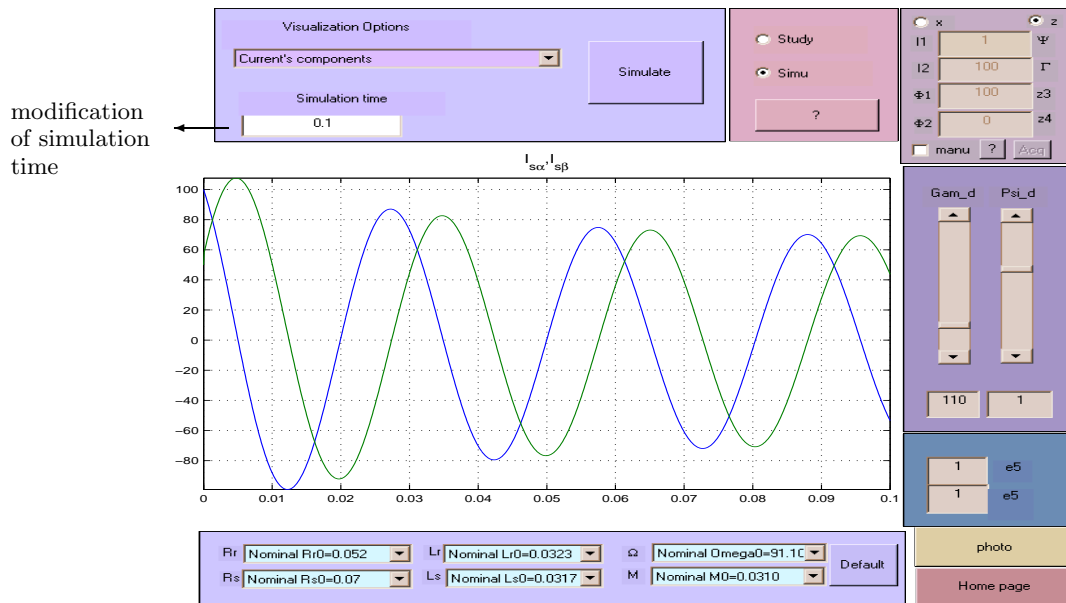 Visualization Options
Current's components
Simulate
Simulation time
0.1
modification
of simulation
time
Study
Simu
?
x
z
I1 1 Ψ
I2 100 Γ
Φ1 100 z3
Φ2 0 z4
manu ? Acq
Isα,Isβ
100
80
60
40
20
0
−20
−40
−60
−80
0 0.01 0.02 0.03 0.04 0.05 0.06 0.07 0.08 0.09 0.1
Gam_d Psi_d
110 1
1 e5
1 e5
photo
Home page
Rr Nominal Rr0=0.052 Lr Nominal Lr0=0.0323 Ω Nominal Omega0=91.10
Rs Nominal Rs0=0.07 Ls Nominal Ls0=0.0317 M Nominal M0=0.0310
Default